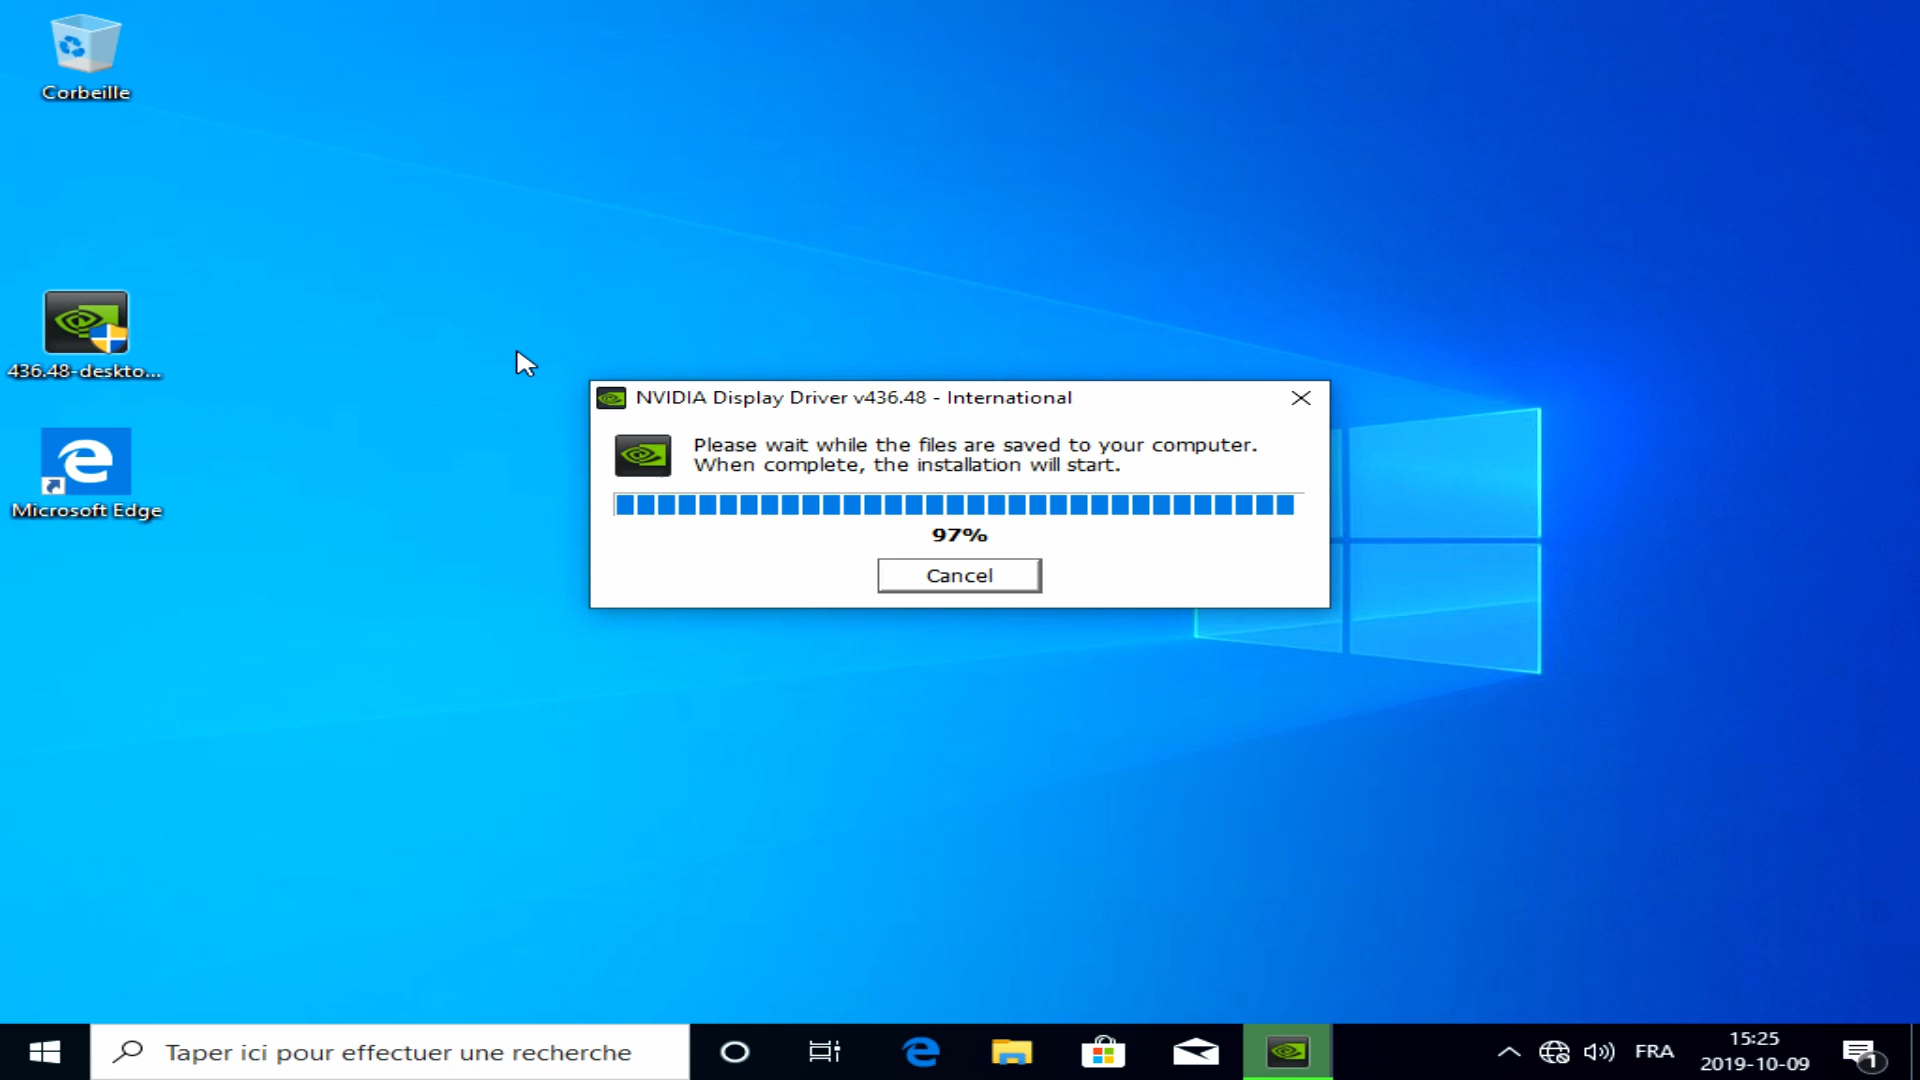 Corbeille
436.48-deskto...
Microsoft Edge
NVIDIA Display Driver v436.48 - International
Please wait while the files are saved to your computer.
When complete, the installation will start.
97%
Cancel
Taper ici pour effectuer une recherche
FRA
15:25
2019-10-09
1